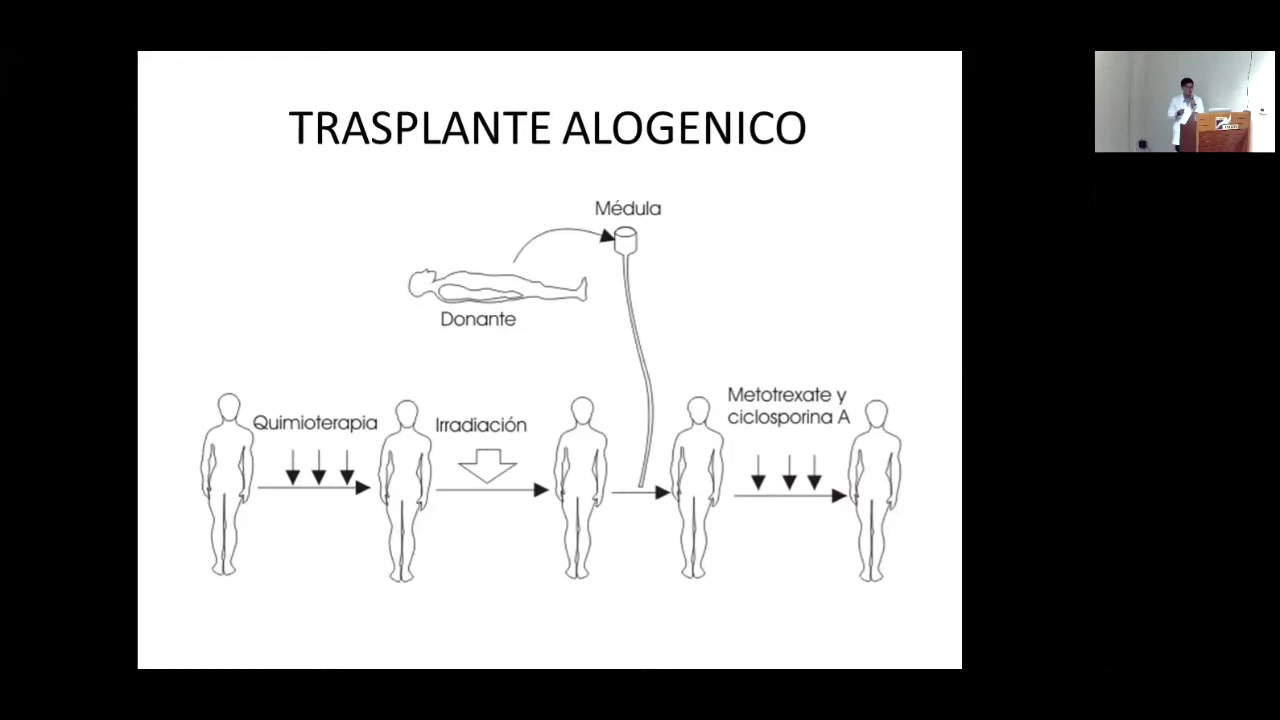 TRASPLANTE ALOGENICO
Médula
Donante
Quimioterapia
Irradiación
Metotrexate y
ciclosporina A